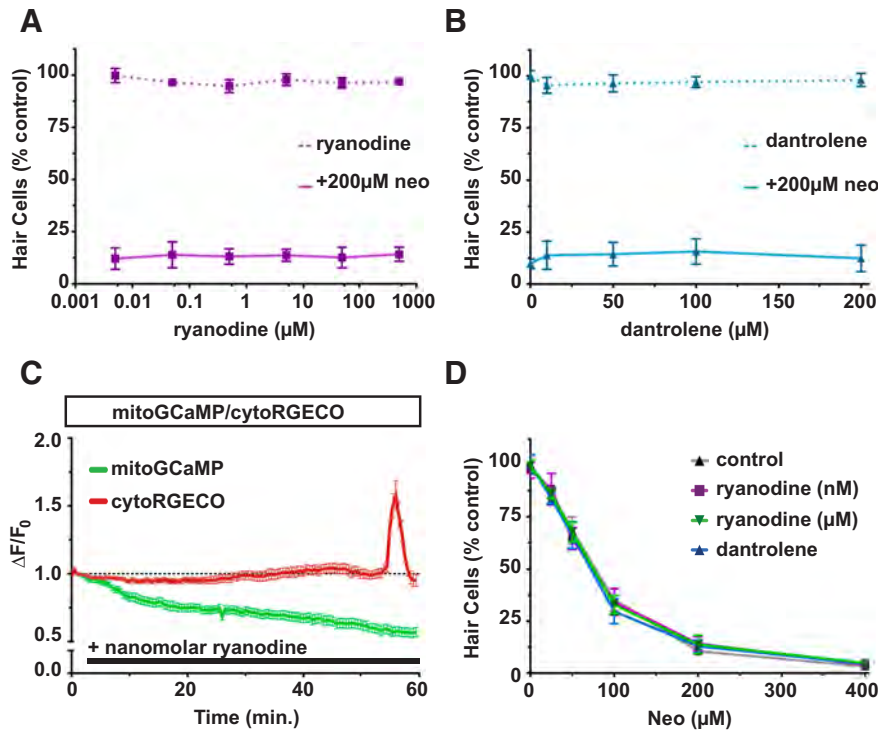 A
Hair Cells (% control)
100
75
50
25
0
ryanodine
+200µM neo
0.001 0.01 0.1 1 10 100 1000
ryanodine (µM)
B
Hair Cells (% control)
100
75
50
25
0
dantrolene
+200µM neo
0 50 100 150 200
dantrolene (µM)
C
mitoGCaMP/cytoRGECO
ΔF/F0
2.0
1.5
1.0
0.5
0.0
mitoGCaMP
cytoRGECO
+ nanomolar ryanodine
0 20 40 60
Time (min.)
D
Hair Cells (% control)
100
75
50
25
0
control
ryanodine (nM)
ryanodine (µM)
dantrolene
0 100 200 300 400
Neo (µM)